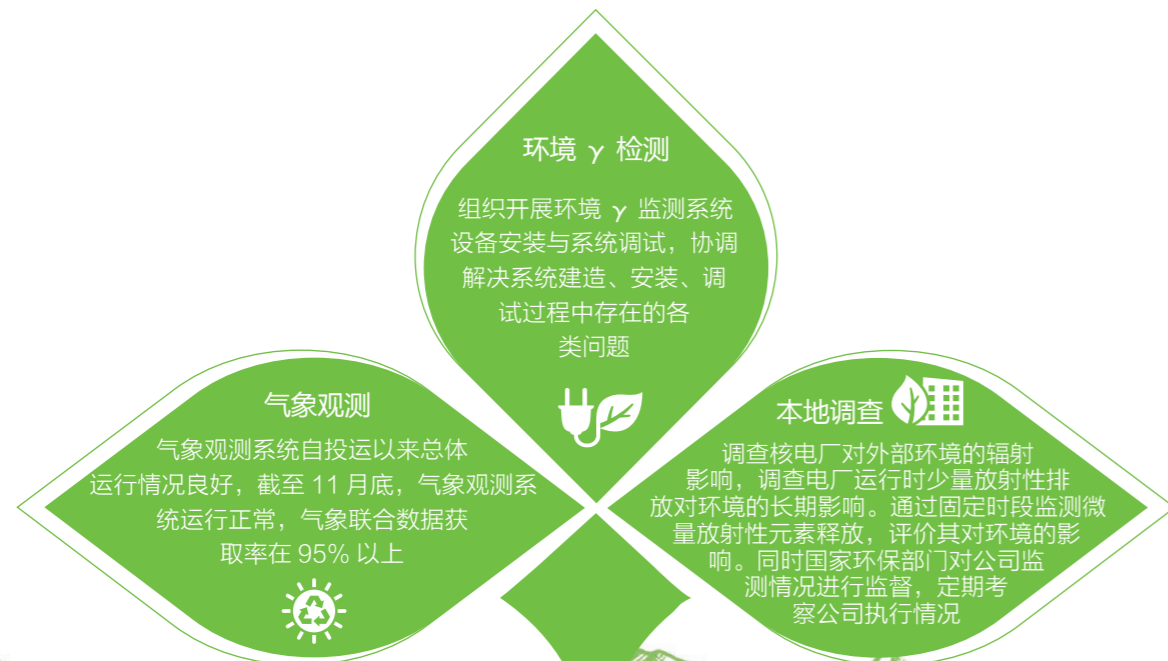 环境 γ 检测
组织开展环境 γ 监测系统
设备安装与系统调试，协调
解决系统建造、安装、调
试过程中存在的各
类问题
气象观测
气象观测系统自投运以来总体
运行情况良好，截至 11 月底，气象观测系
统运行正常，气象联合数据获
取率在 95% 以上
本地调查
调查核电厂对外部环境的辐射
影响，调查电厂运行时少量放射性排
放对环境的长期影响。通过固定时段监测微
量放射性元素释放，评价其对环境的影
响。同时国家环保部门对公司监
测情况进行监督，定期考
察公司执行情况